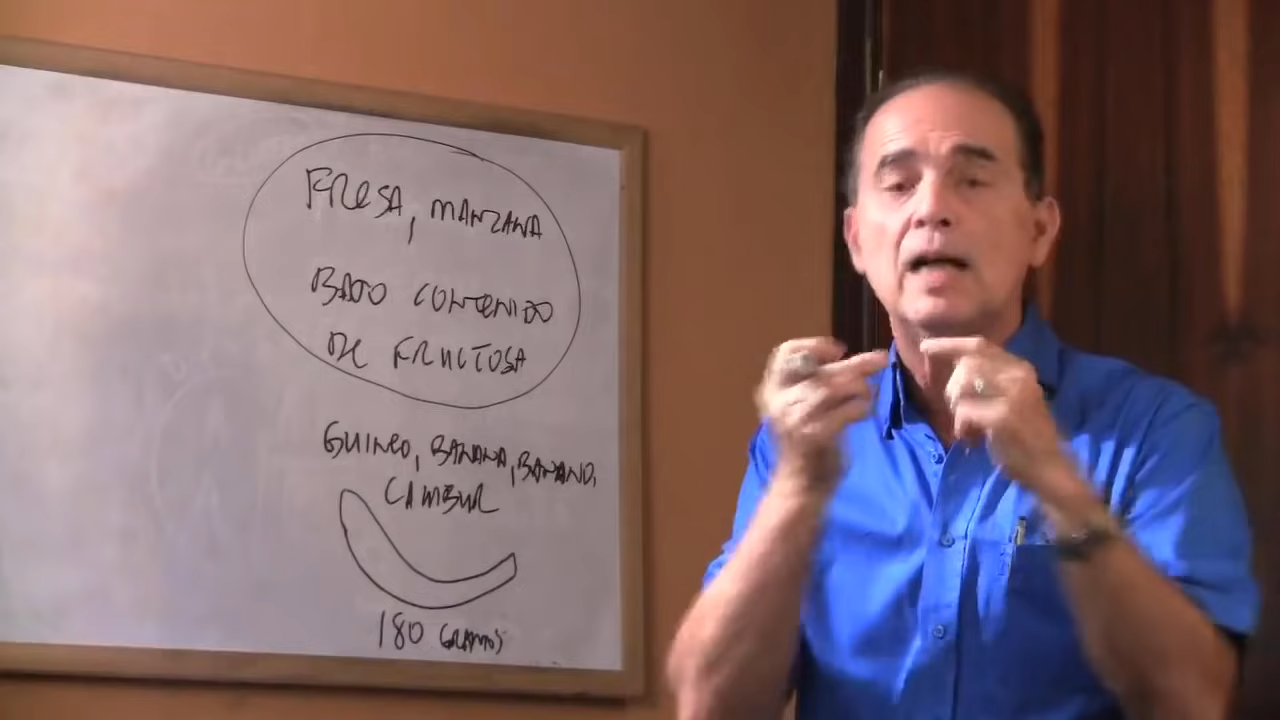 FRESA, MANZANA
BAJO CONTENIDO
DE FRUCTOSA
GUINEO, BANANA, BANANO,
CAMBUR
180 GRAMOS